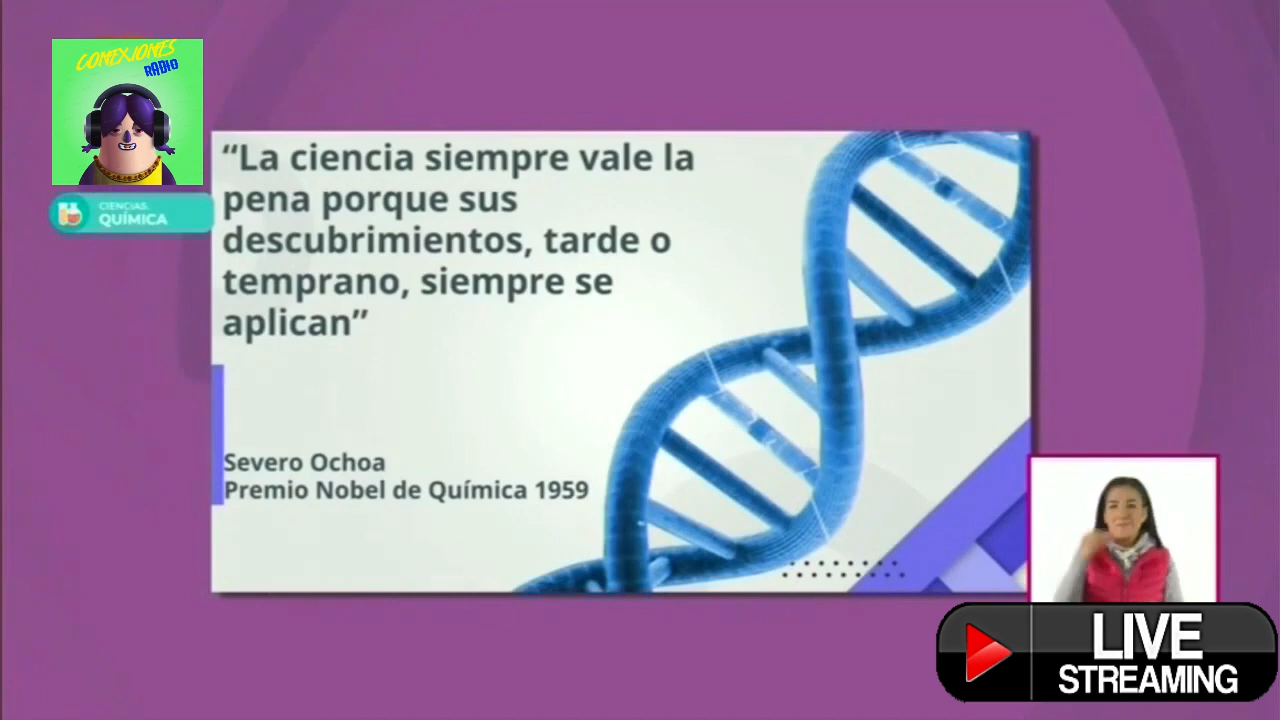 CONEXIONES
RADIO
CIENCIAS.
QUÍMICA
“La ciencia siempre vale la
pena porque sus
descubrimientos, tarde o
temprano, siempre se
aplican”
Severo Ochoa
Premio Nobel de Química 1959
LIVE
STREAMING